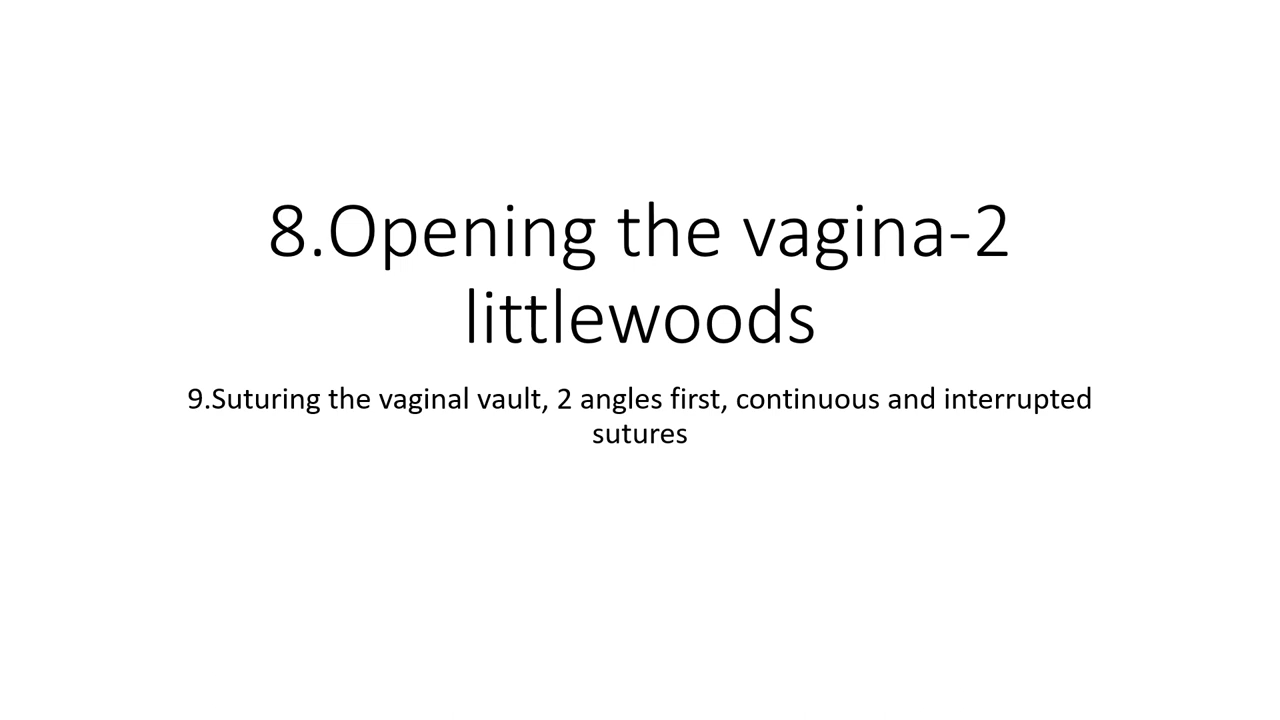 8.Opening the vagina-2
littlewoods
9.Suturing the vaginal vault, 2 angles first, continuous and interrupted
sutures